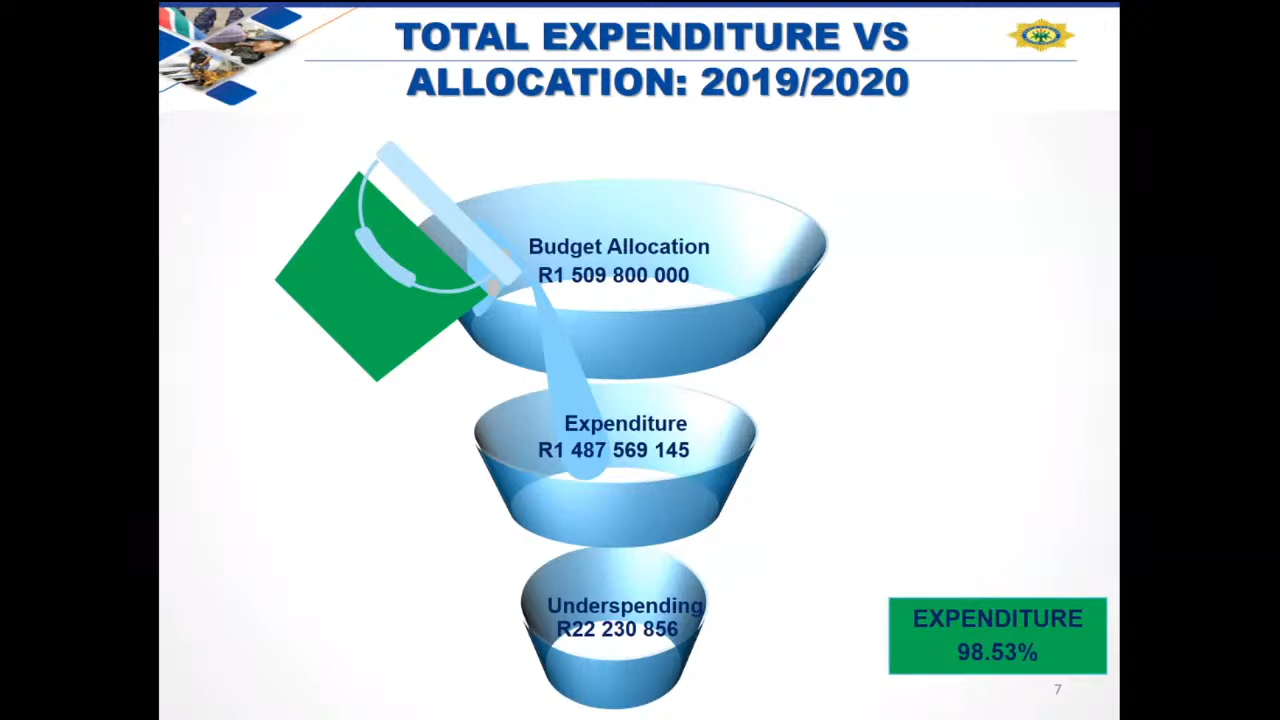 TOTAL EXPENDITURE VS
ALLOCATION: 2019/2020
Budget Allocation
R1 509 800 000
Expenditure
R1 487 569 145
Underspending
R22 230 856
EXPENDITURE
98.53%
7